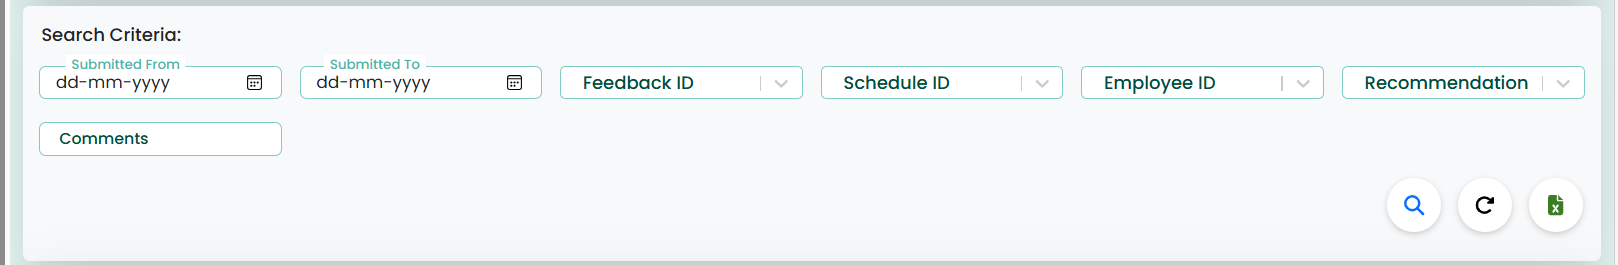 Search Criteria:
Submitted From
Submitted To
dd-mm-yyyy
dd-mm-yyyy
Feedback ID
Schedule ID
Employee ID
Recommendation
Comments